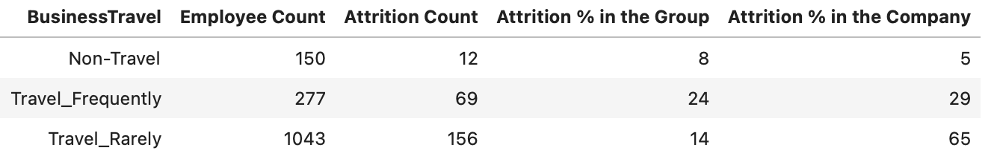 BusinessTravel Employee Count Attrition Count Attrition % in the Group Attrition % in the Company
Non-Travel 150 12 8 5
Travel_Frequently 277 69 24 29
Travel_Rarely 1043 156 14 65